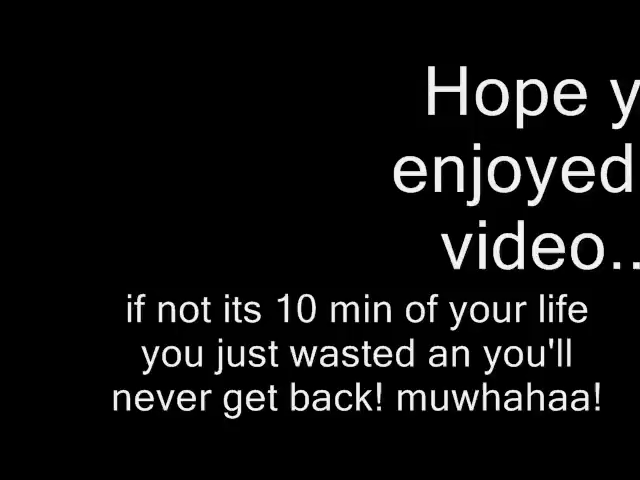 Hope y
enjoyed
video..
if not its 10 min of your life
you just wasted an you'll
never get back! muwhahaa!